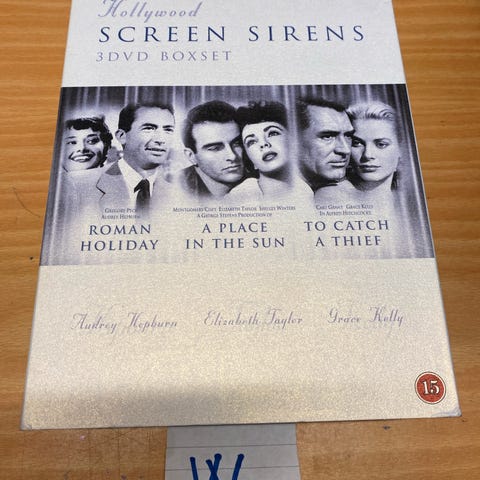 Hollywood
SCREEN SIRENS
3DVD BOXSET
GREGORY PECK
AUDREY HEPBURN
ROMAN
HOLIDAY
MONTGOMERY CLIFT ELIZABETH TAYLOR SHELLEY WINTERS
A GEORGE STEVENS PRODUCTION OF
A PLACE
IN THE SUN
CARY GRANT GRACE KELLY
IN ALFRED HITCHCOCK'S
TO CATCH
A THIEF
Audrey Hepburn Elizabeth Taylor Grace Kelly
15